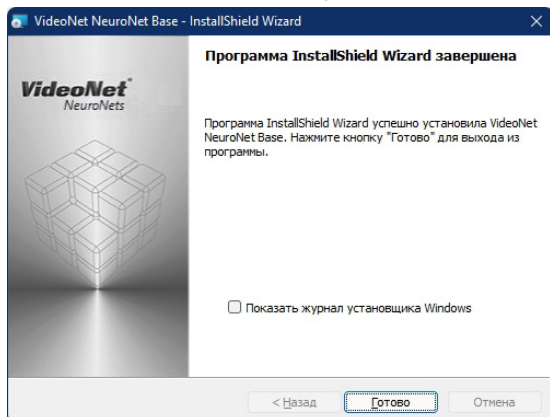 VideoNet NeuroNet Base - InstallShield Wizard
Программа InstallShield Wizard завершена
VideoNet
NeuroNets
Программа InstallShield Wizard успешно установила VideoNet
NeuroNet Base. Нажмите кнопку "Готово" для выхода из
программы.
Показать журнал установщика Windows
< Назад
Готово
Отмена